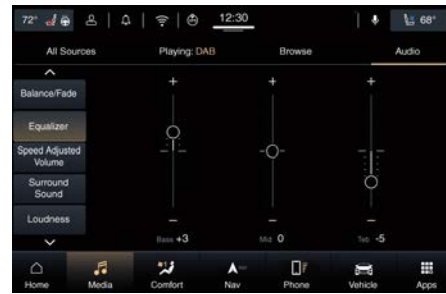 72° 12:30 68°
All Sources Playing: DAB Browse Audio
+ + +
Balance/Fade
Equalizer
Speed Adjusted
Volume
Surround
Sound
Loudness
− − −
Bass +3 Mid 0 Treb -5
Home Media Comfort Nav Phone Vehicle Apps